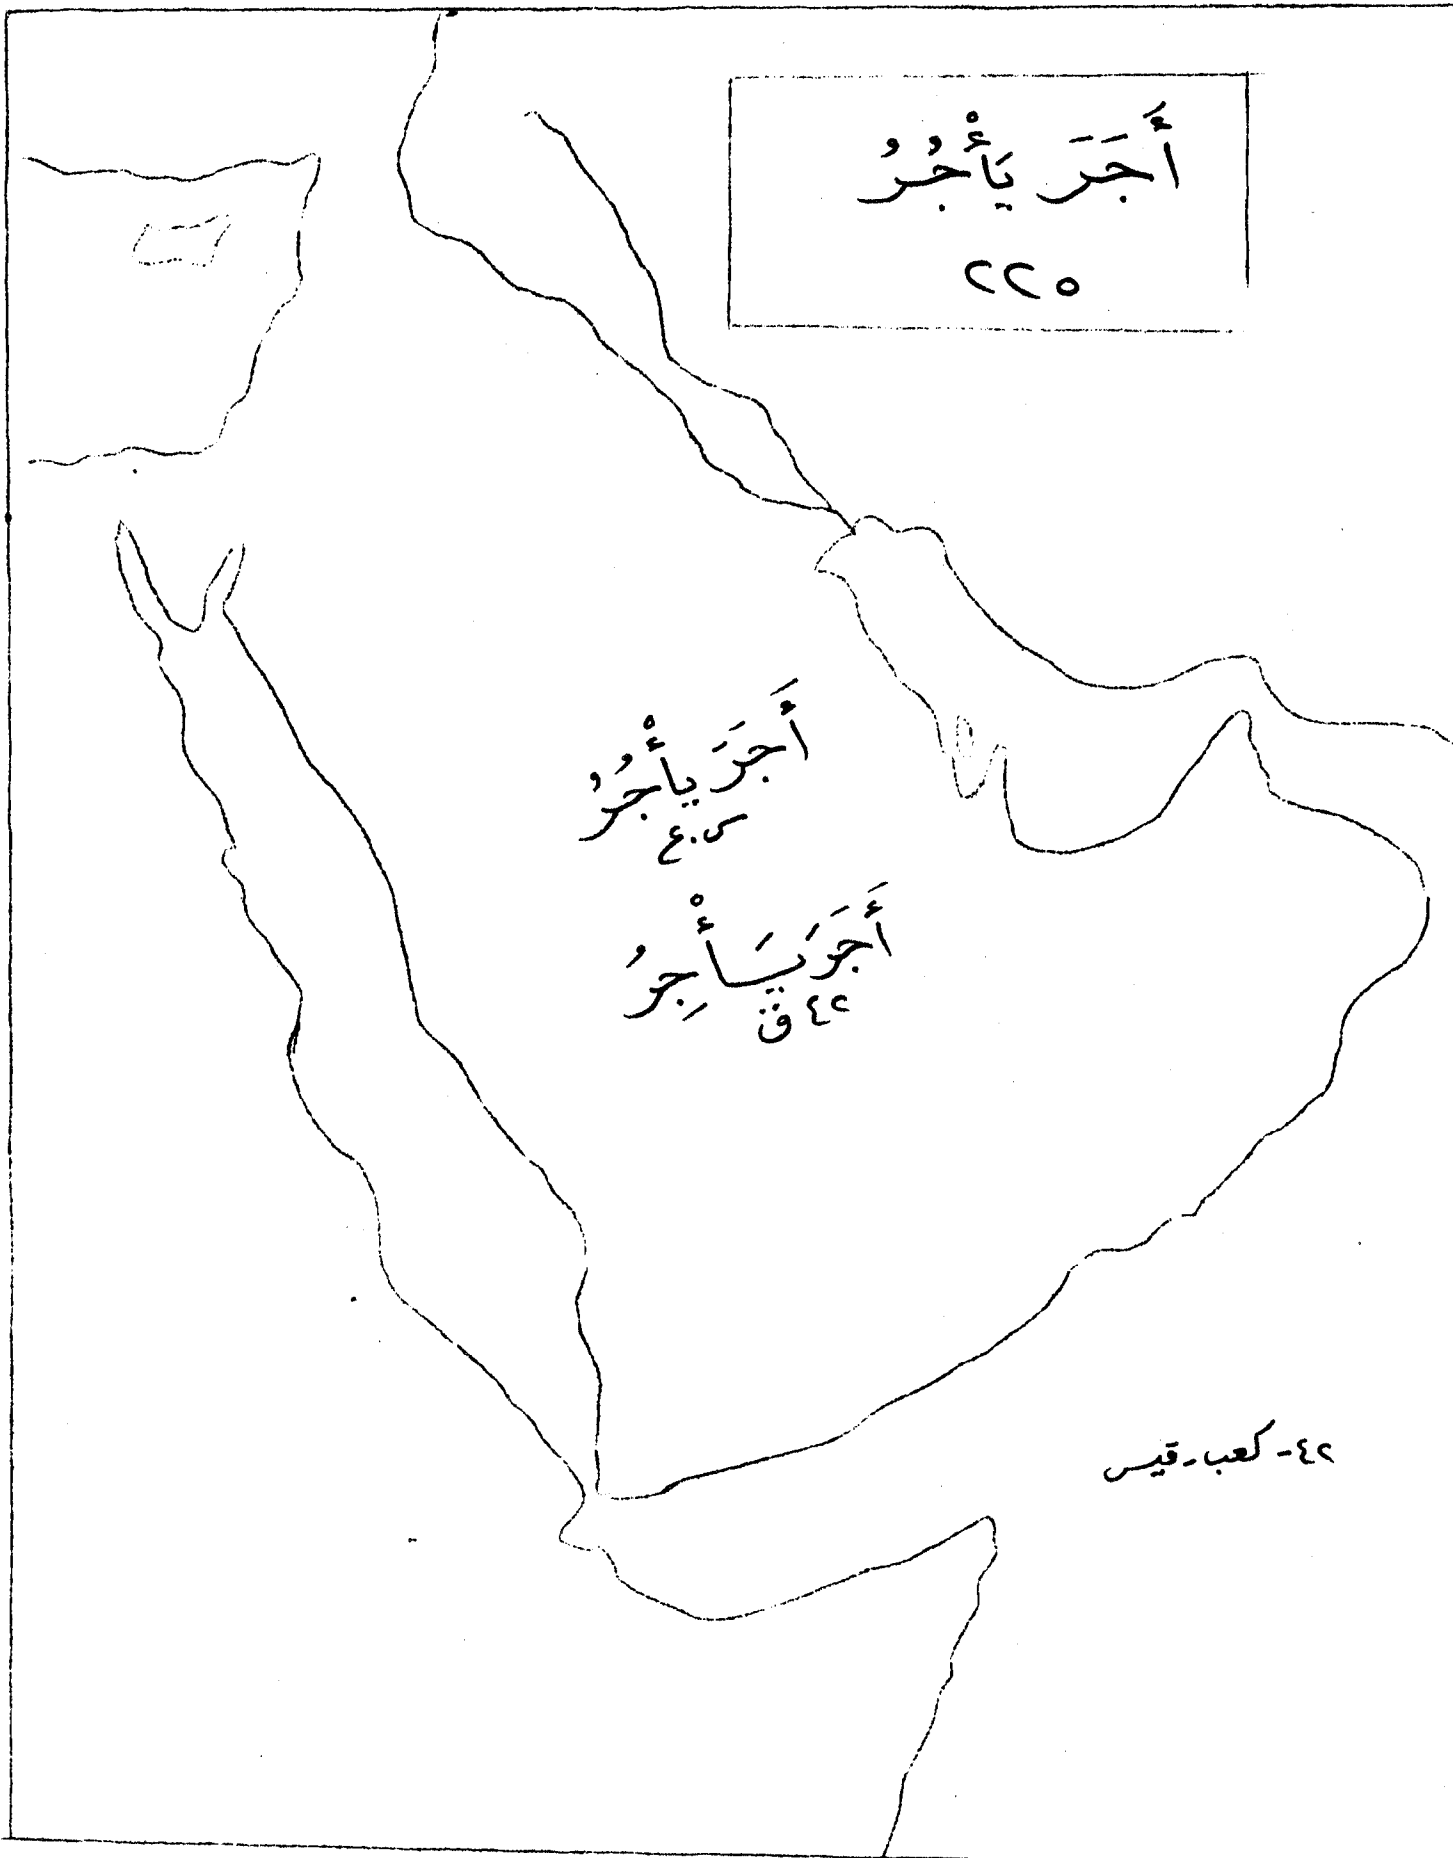 أَجَرَ يَأْجُرُ
٢٢٥
أَجَرَ يأْجُرُ
س.ع
أَجَرَ يَأْجِرُ
٤٢ ق
٤٢- كعب - قيس